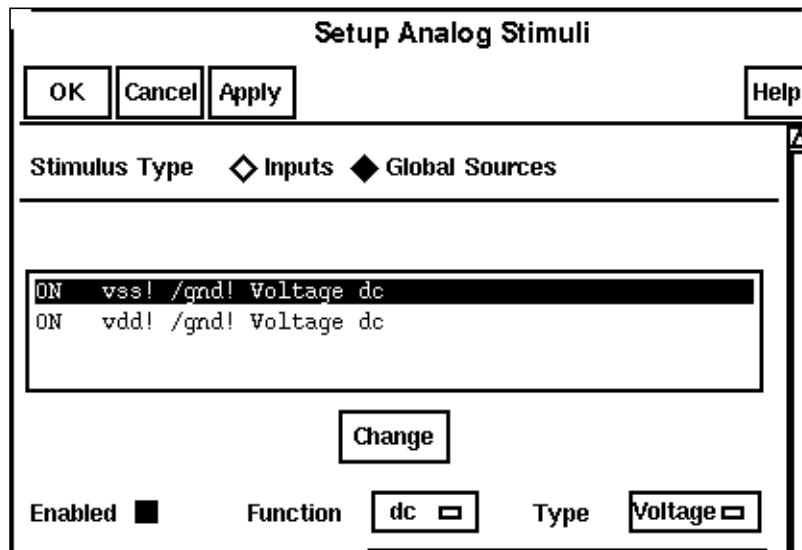 Setup Analog Stimuli
OK Cancel Apply Help
Stimulus Type Inputs Global Sources
ON vss! /gnd! Voltage dc
ON vdd! /gnd! Voltage dc
Change
Enabled Function dc Type Voltage